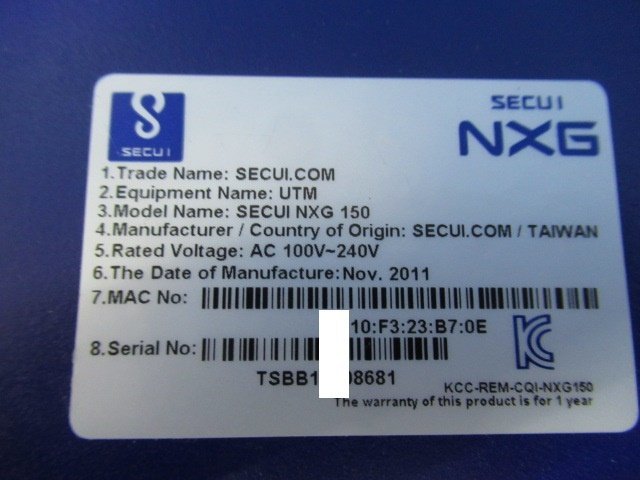 SECUI
SECUI
NXG
1.Trade Name: SECUI.COM
2.Equipment Name: UTM
3.Model Name: SECUI NXG 150
4.Manufacturer / Country of Origin: SECUI.COM / TAIWAN
5.Rated Voltage: AC 100V~240V
6.The Date of Manufacture:Nov. 2011
7.MAC No:
10:F3:23:B7:0E
8.Serial No:
TSBB1 08681
KCC-REM-CQI-NXG150
The warranty of this product is for 1 year